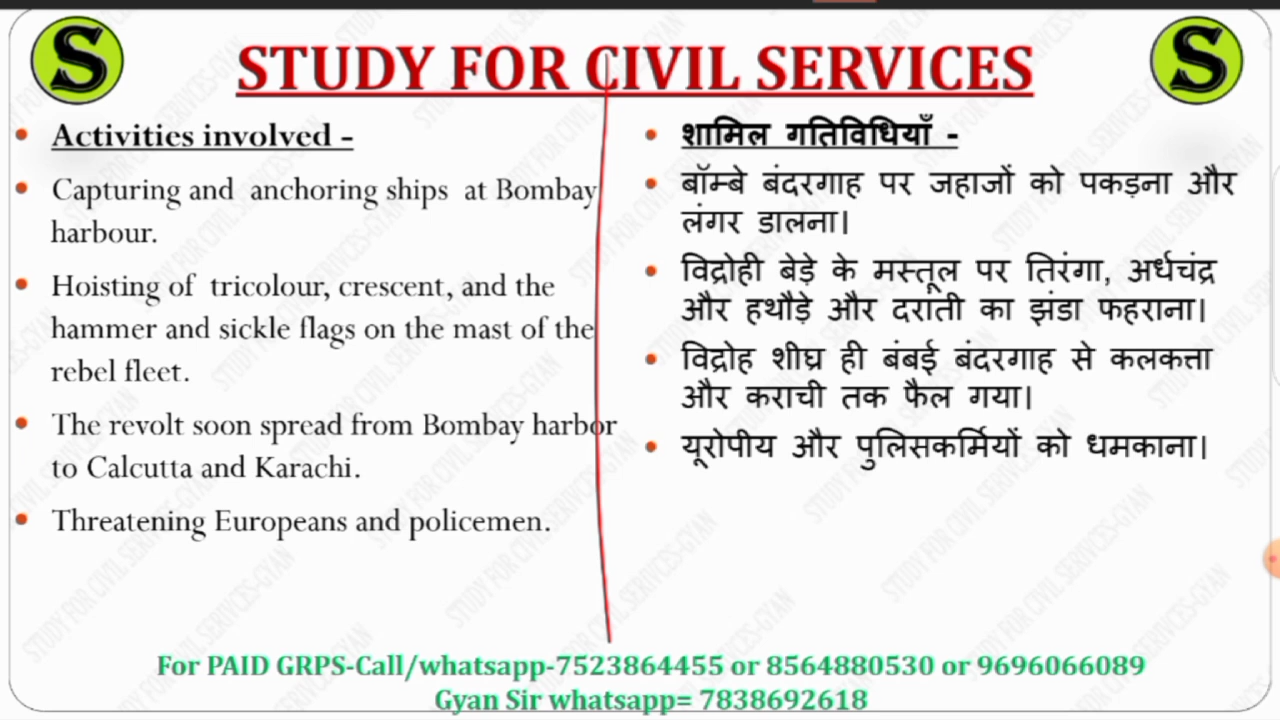 S
STUDY FOR CIVIL SERVICES
S
Activities involved -
Capturing and anchoring ships at Bombay
harbour.
Hoisting of tricolour, crescent, and the
hammer and sickle flags on the mast of the
rebel fleet.
The revolt soon spread from Bombay harbor
to Calcutta and Karachi.
Threatening Europeans and policemen.
शामिल गतिविधियाँ -
बॉम्बे बंदरगाह पर जहाजों को पकड़ना और
लंगर डालना।
विद्रोही बेड़े के मस्तूल पर तिरंगा, अर्धचंद्र
और हथौड़े और दरांती का झंडा फहराना।
विद्रोह शीघ्र ही बंबई बंदरगाह से कलकत्ता
और कराची तक फैल गया।
यूरोपीय और पुलिसकर्मियों को धमकाना।
For PAID GRPS-Call/whatsapp-7523864455 or 8564880530 or 9696066089
Gyan Sir whatsapp= 7838692618